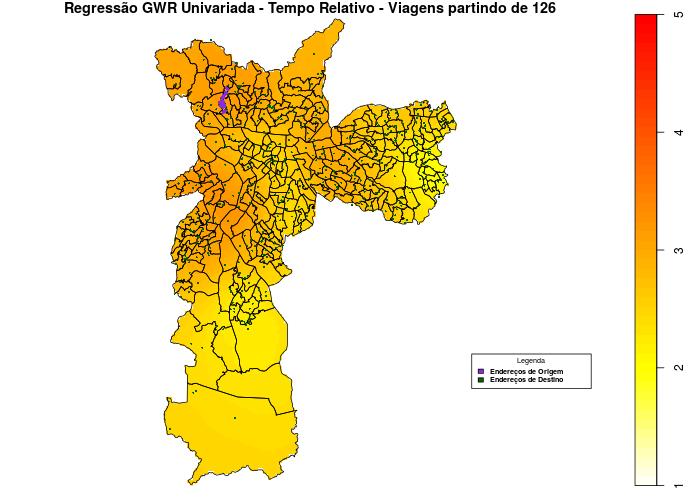 Regressão GWR Univariada - Tempo Relativo - Viagens partindo de 126
5
4
3
2
1
Legenda
Endereços de Origem
Endereços de Destino